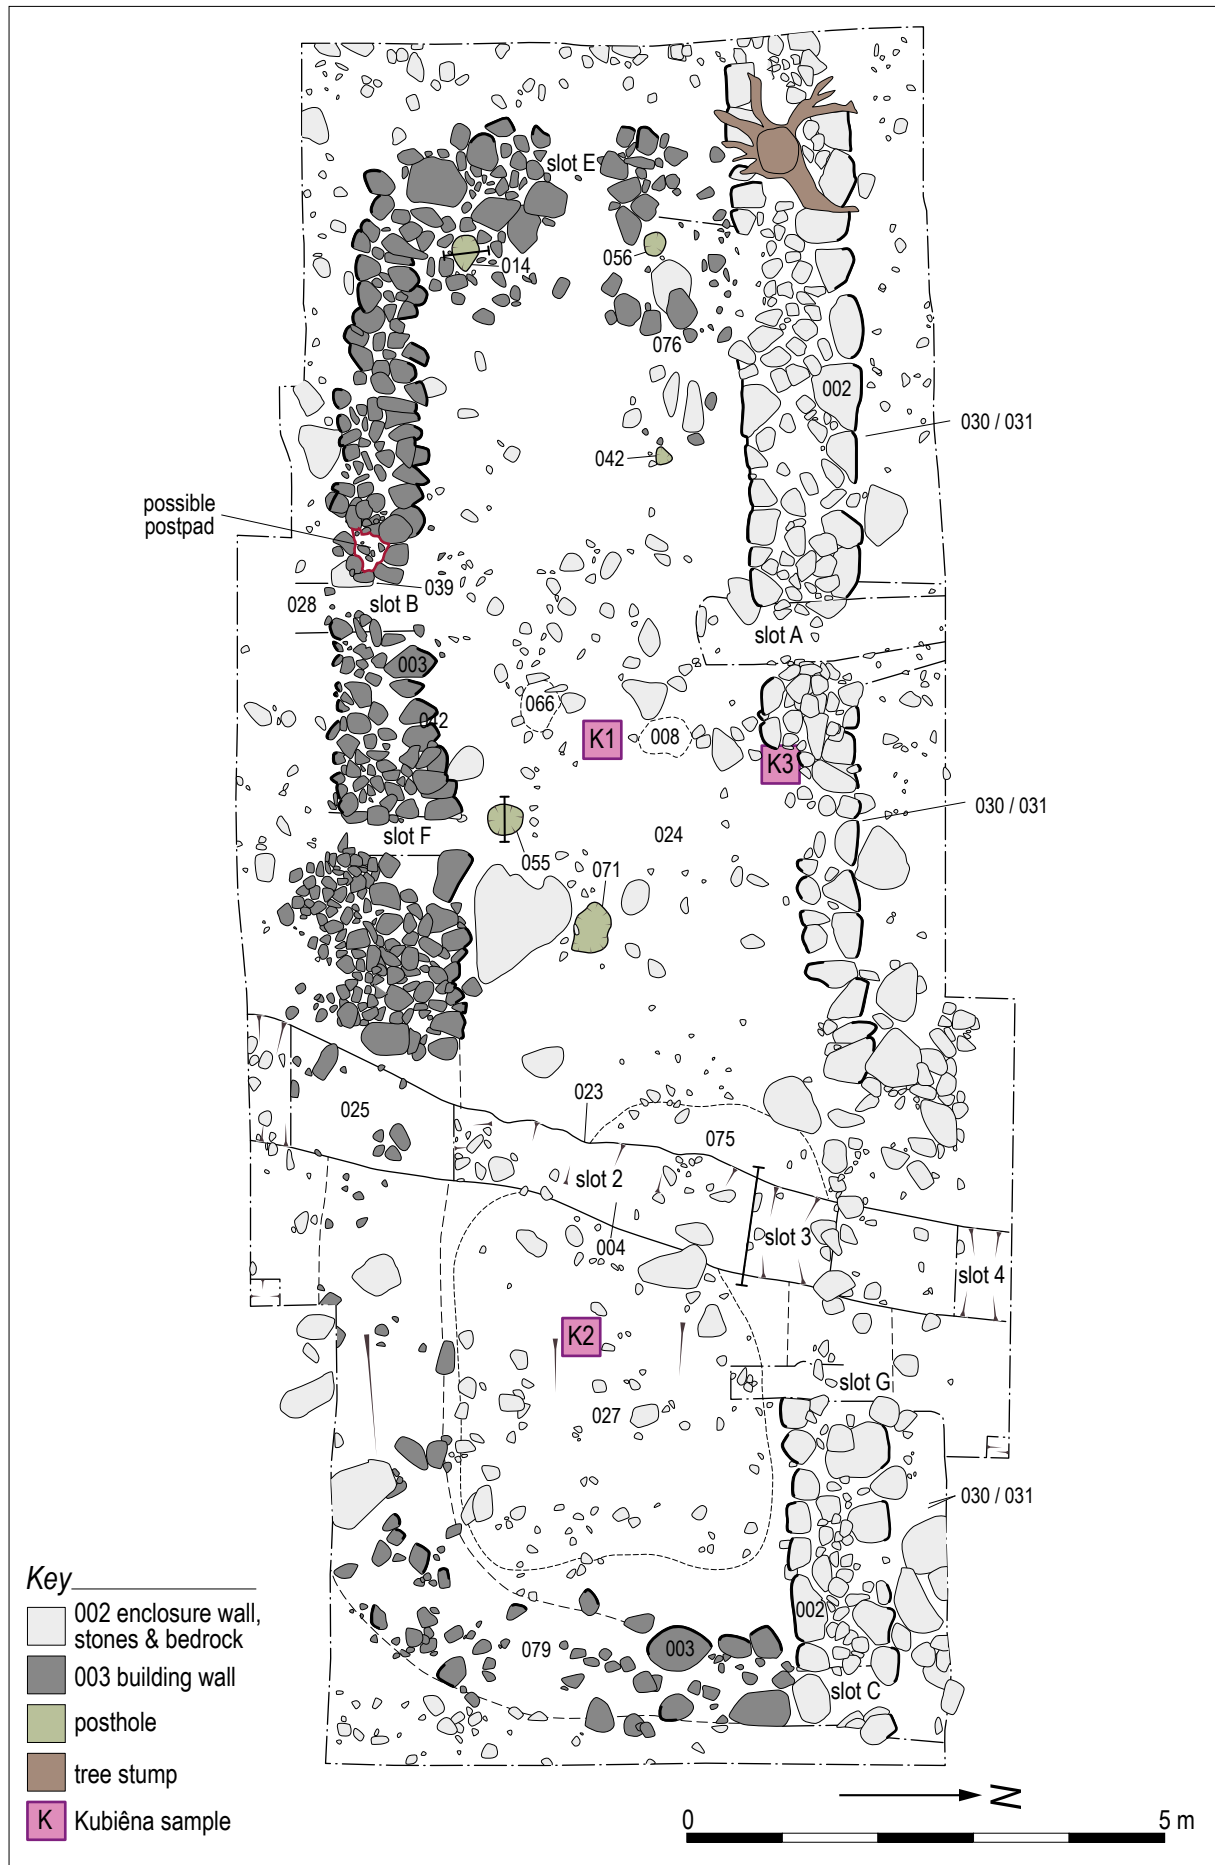 slot E
014
056
076
002
030 / 031
042
possible
postpad
039
028
slot B
slot A
003
066
042
K1
008
K3
030 / 031
024
slot F
055
071
023
025
075
slot 2
004
slot 3
slot 4
K2
slot G
027
030 / 031
002
079
003
slot C
Key
002 enclosure wall,
stones & bedrock
003 building wall
posthole
tree stump
K Kubiêna sample
N
0 5 m